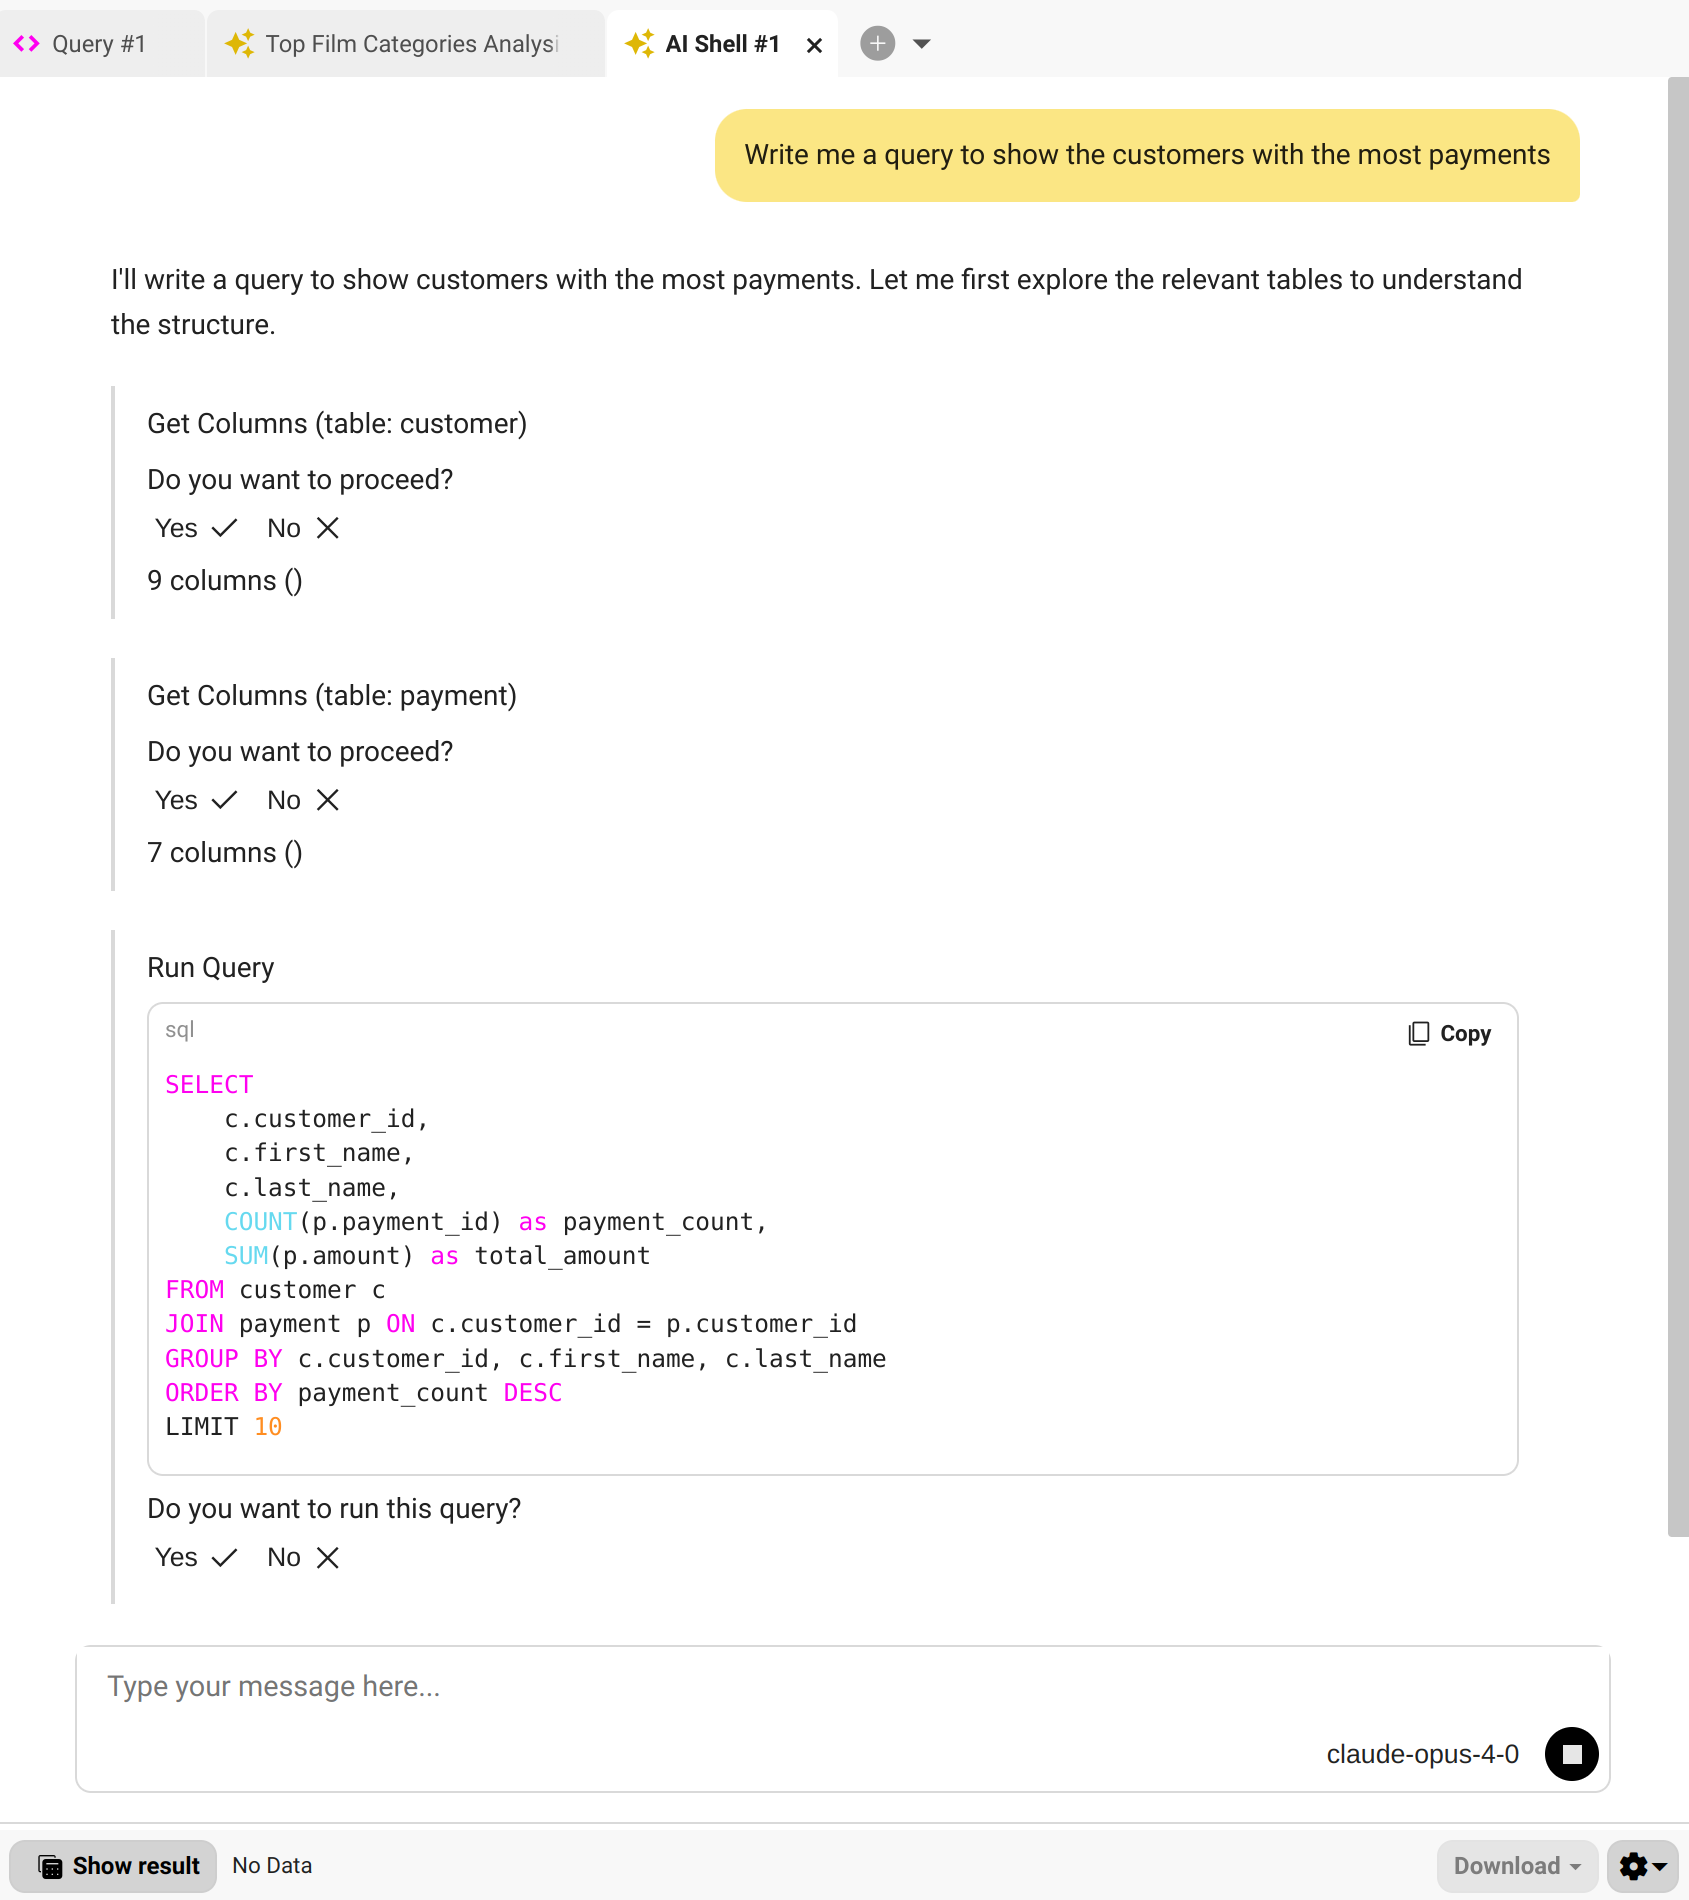 Query #1
Top Film Categories Analysi
AI Shell #1
Write me a query to show the customers with the most payments
I'll write a query to show customers with the most payments. Let me first explore the relevant tables to understand
the structure.
Get Columns (table: customer)
Do you want to proceed?
Yes No
9 columns ()
Get Columns (table: payment)
Do you want to proceed?
Yes No
7 columns ()
Run Query
sql
Copy
SELECT
    c.customer_id,
    c.first_name,
    c.last_name,
    COUNT(p.payment_id) as payment_count,
    SUM(p.amount) as total_amount
FROM customer c
JOIN payment p ON c.customer_id = p.customer_id
GROUP BY c.customer_id, c.first_name, c.last_name
ORDER BY payment_count DESC
LIMIT 10
Do you want to run this query?
Yes No
Type your message here...
claude-opus-4-0
Show result
No Data
Download